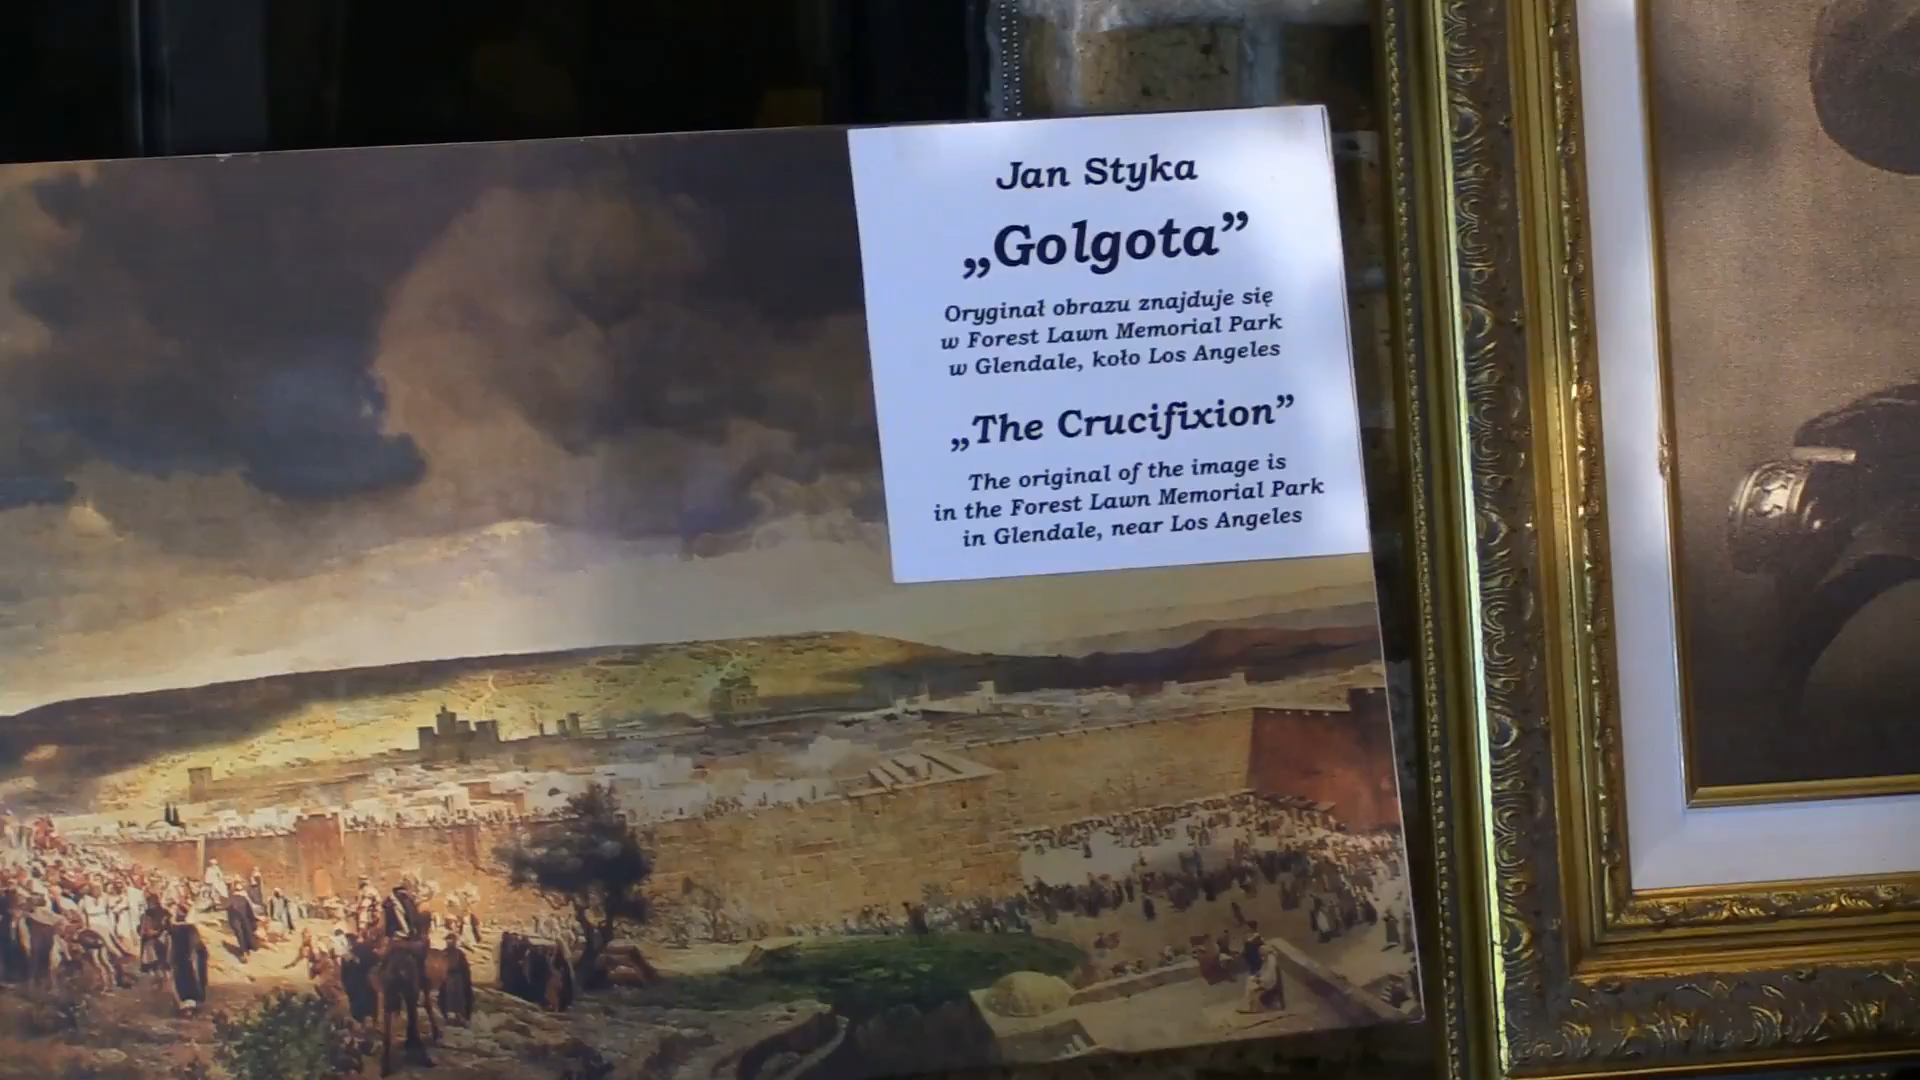 Jan Styka
„Golgota”
Oryginał obrazu znajduje się
w Forest Lawn Memorial Park
w Glendale, koło Los Angeles
„The Crucifixion”
The original of the image is
in the Forest Lawn Memorial Park
in Glendale, near Los Angeles